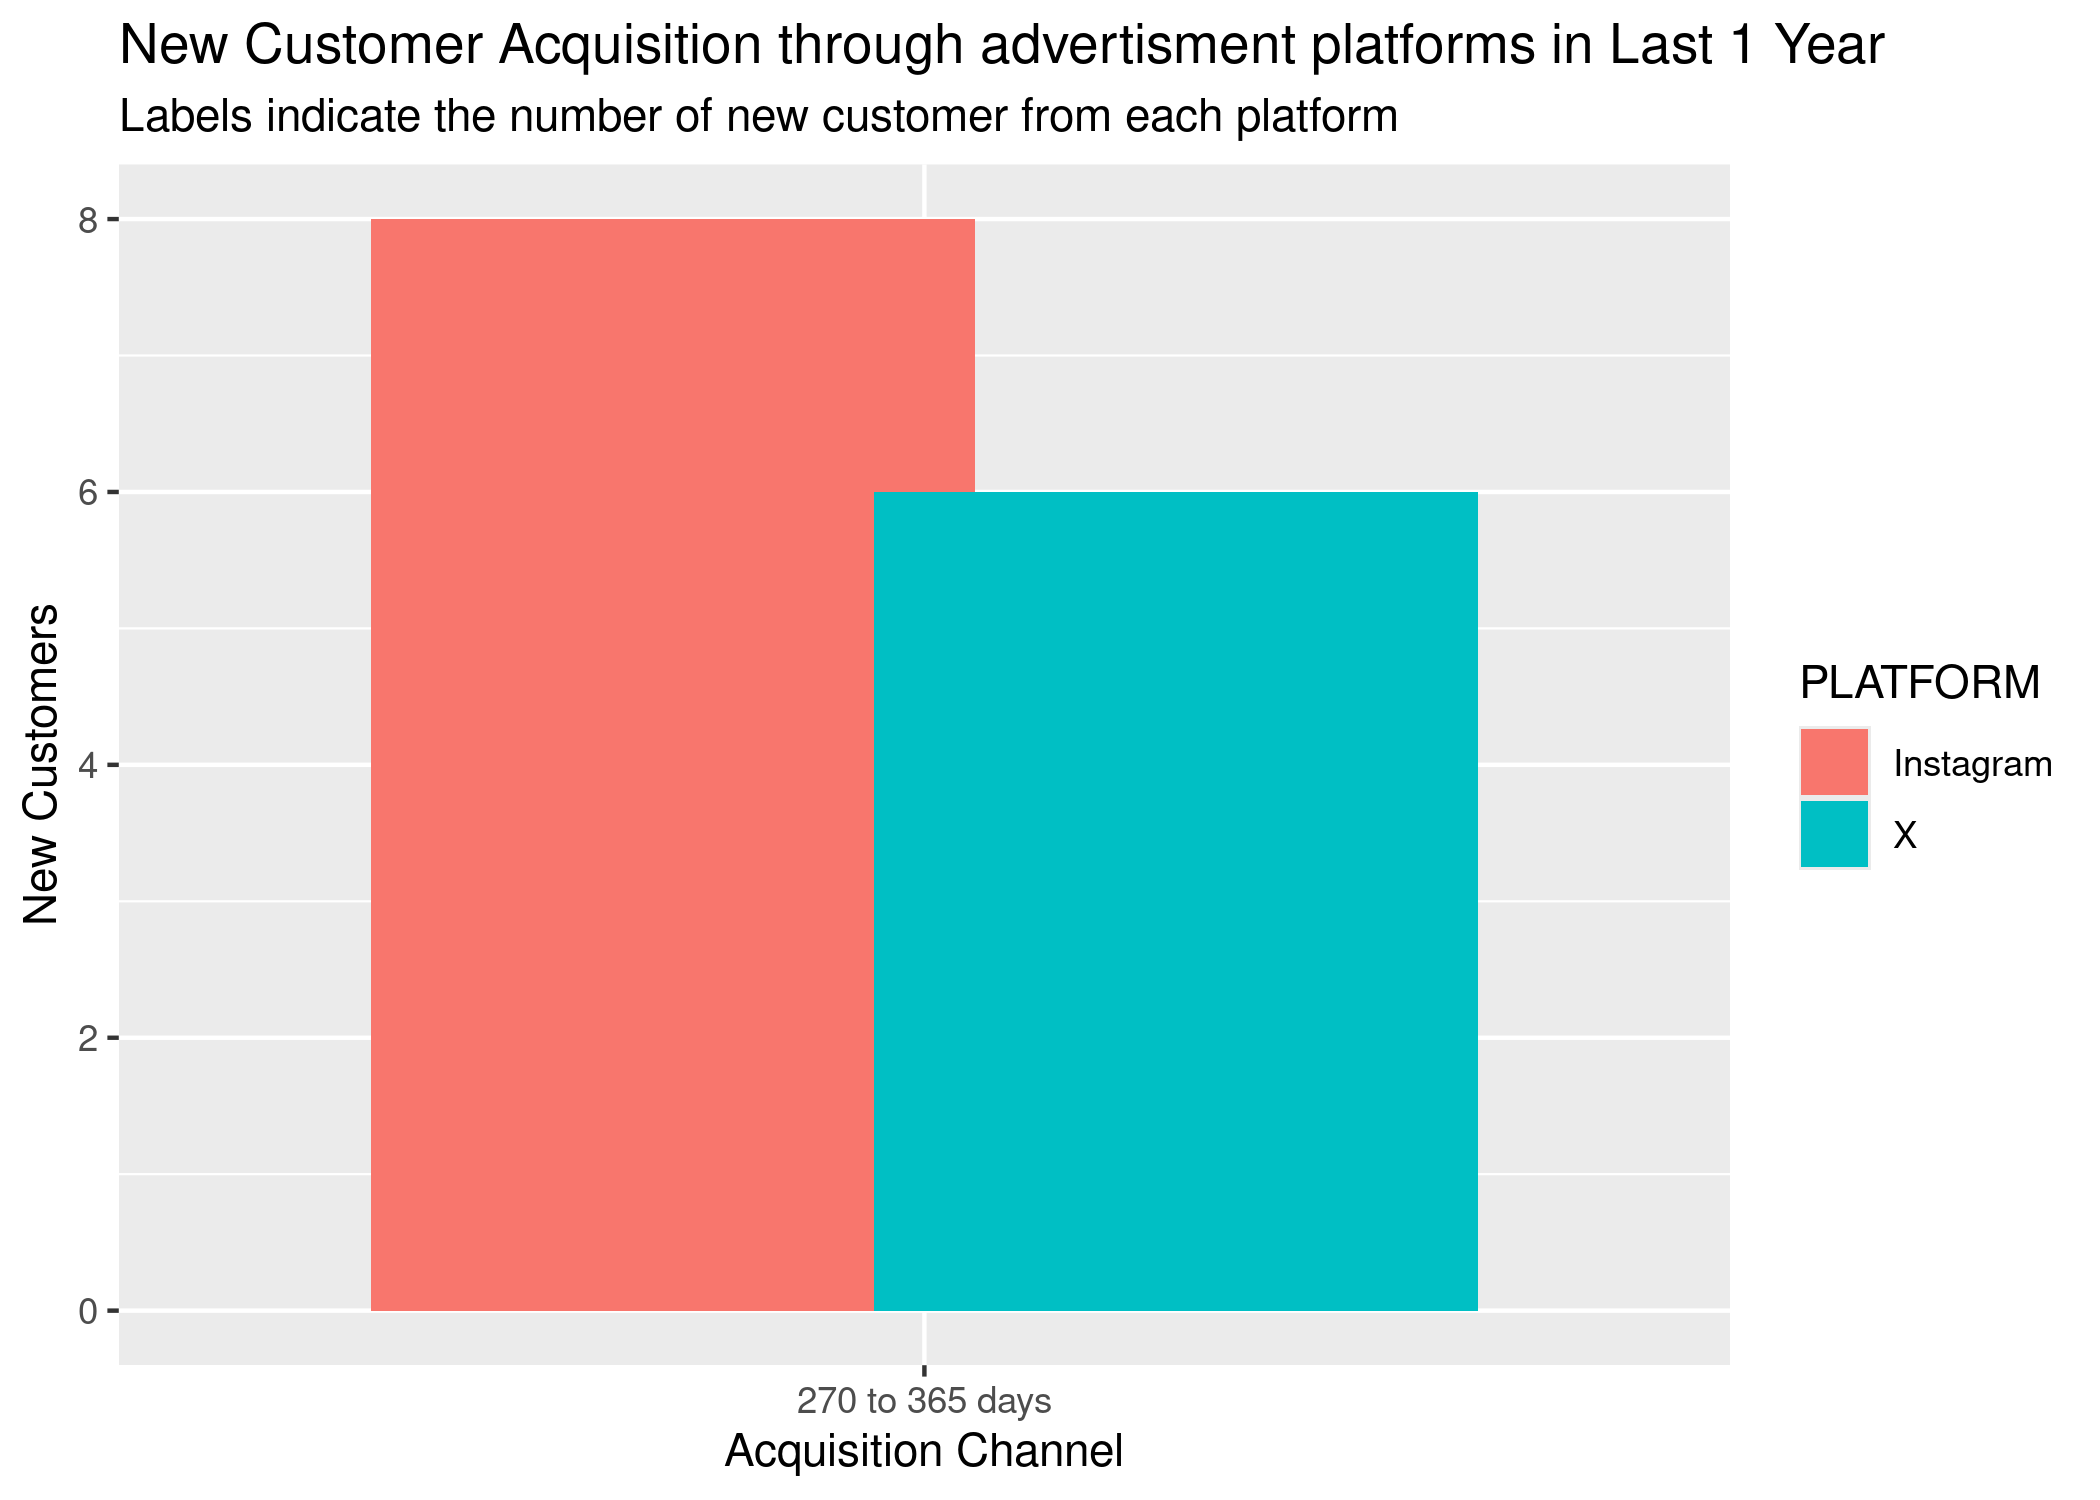 New Customer Acquisition through advertisment platforms in Last 1 Year
Labels indicate the number of new customer from each platform
New Customers
8
6
4
2
0
270 to 365 days
Acquisition Channel
PLATFORM
Instagram
X